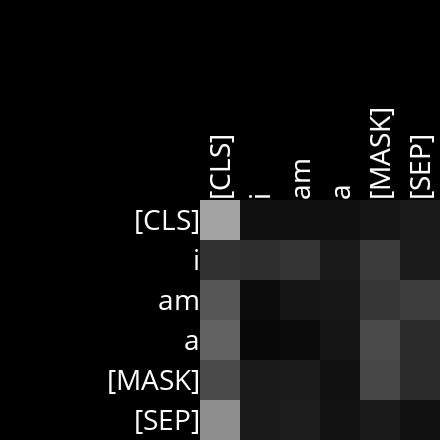 [CLS] i am a [MASK] [SEP]
[CLS]
i
am
a
[MASK]
[SEP]